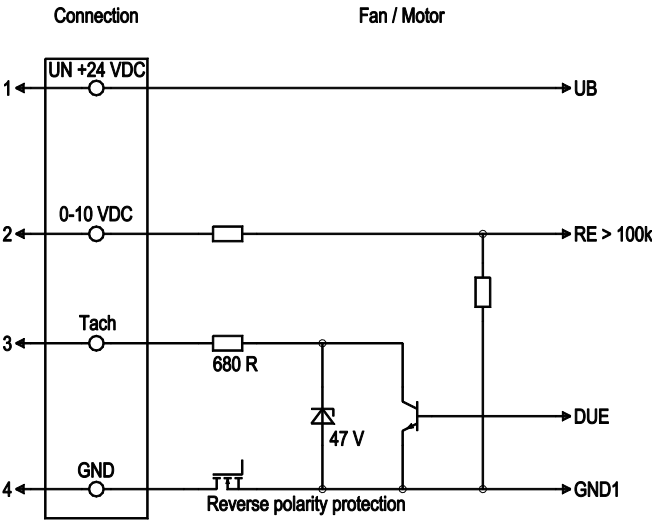 Connection
Fan / Motor
UN +24 VDC
1
UB
0-10 VDC
2
RE > 100k
Tach
3
680 R
DUE
47 V
GND
4
GND1
Reverse polarity protection